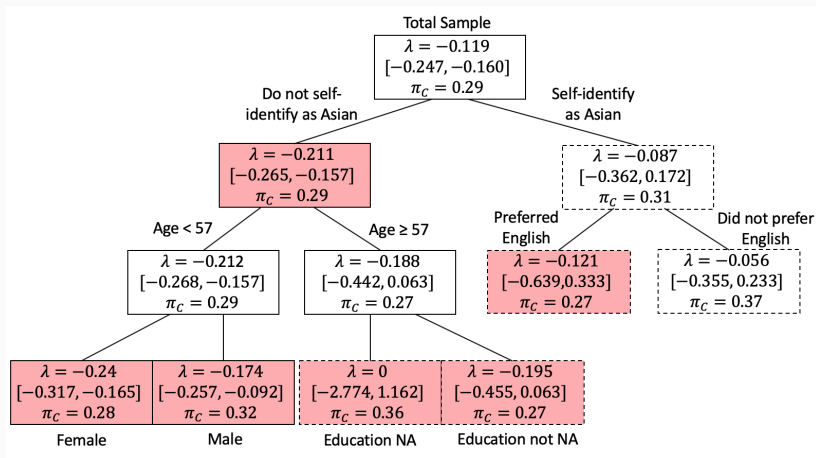 Total Sample
λ = −0.119
[−0.247, −0.160]
π_C = 0.29
Do not self-
identify as Asian
Self-identify
as Asian
λ = −0.211
[−0.265, −0.157]
π_C = 0.29
λ = −0.087
[−0.362, 0.172]
π_C = 0.31
Age < 57
Age ≥ 57
Preferred
English
Did not prefer
English
λ = −0.212
[−0.268, −0.157]
π_C = 0.29
λ = −0.188
[−0.442, 0.063]
π_C = 0.27
λ = −0.121
[−0.639,0.333]
π_C = 0.27
λ = −0.056
[−0.355, 0.233]
π_C = 0.37
λ = −0.24
[−0.317, −0.165]
π_C = 0.28
λ = −0.174
[−0.257, −0.092]
π_C = 0.32
λ = 0
[−2.774, 1.162]
π_C = 0.36
λ = −0.195
[−0.455, 0.063]
π_C = 0.27
Female
Male
Education NA
Education not NA